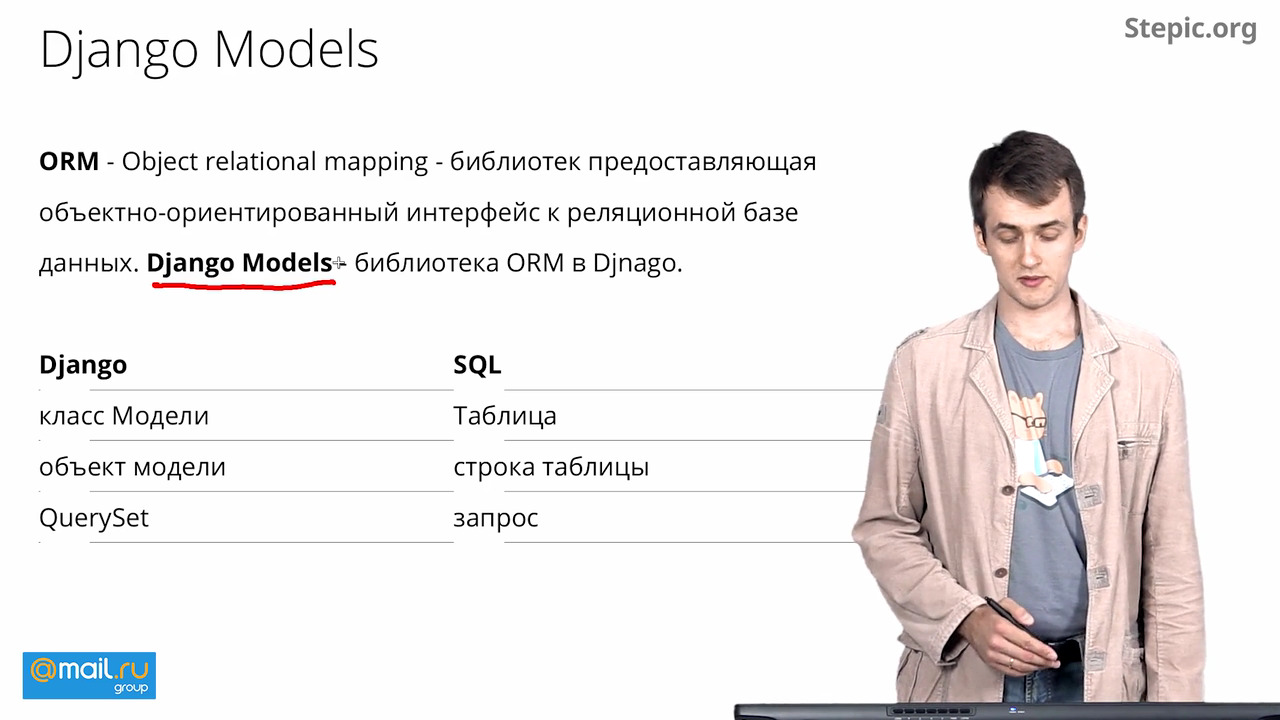 Django Models
Stepic.org
ORM - Object relational mapping - библиотек предоставляющая
объектно-ориентированный интерфейс к реляционной базе
данных. Django Models - библиотека ORM в Djnago.
Django SQL
класс Модели Таблица
объект модели строка таблицы
QuerySet запрос
@mail.ru
group